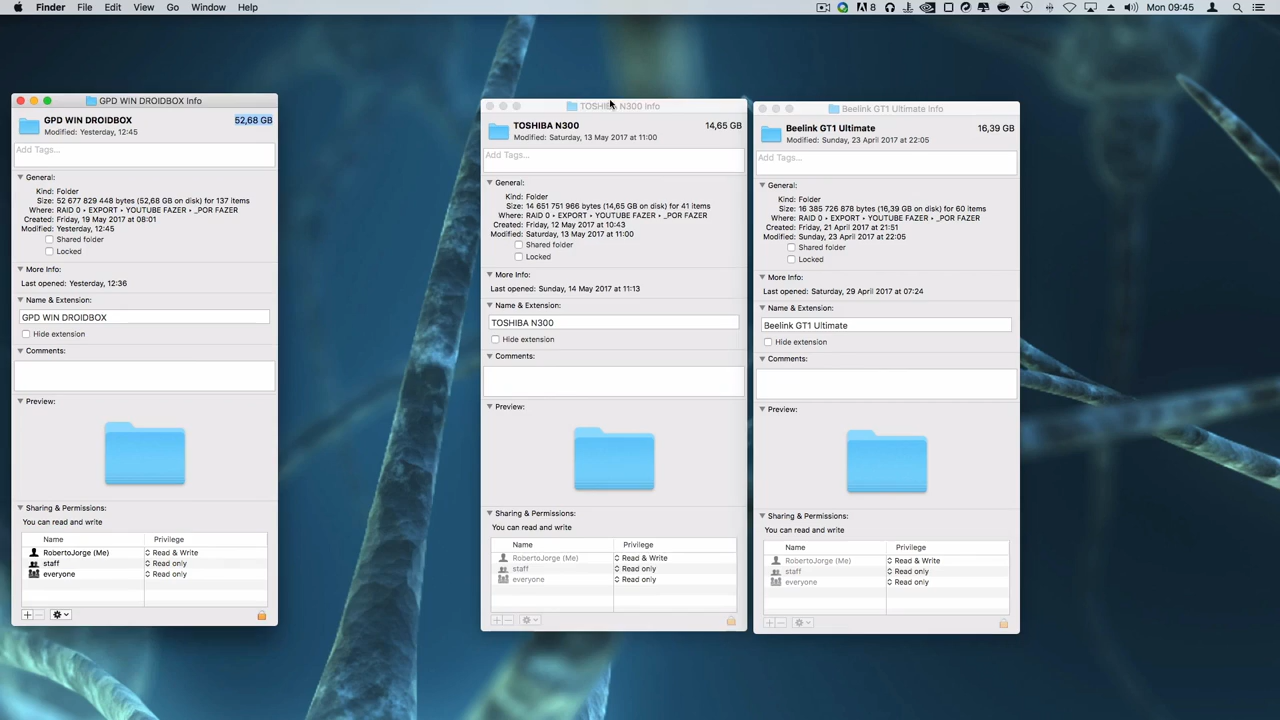 Finder File Edit View Go Window Help 8 Mon 09:45
GPD WIN DROIDBOX Info
GPD WIN DROIDBOX 52,68 GB
Modified: Yesterday, 12:45
Add Tags...
General:
Kind: Folder
Size: 52 677 829 448 bytes (52,68 GB on disk) for 137 items
Where: RAID 0 ▸ EXPORT ▸ YOUTUBE FAZER ▸ _POR FAZER
Created: Friday, 19 May 2017 at 08:01
Modified: Yesterday, 12:45
Shared folder
Locked
More Info:
Last opened: Yesterday, 12:36
Name & Extension:
GPD WIN DROIDBOX
Hide extension
Comments:
Preview:
Sharing & Permissions:
You can read and write
Name Privilege
RobertoJorge (Me) Read & Write
staff Read only
everyone Read only
TOSHIBA N300 Info
TOSHIBA N300 14,65 GB
Modified: Saturday, 13 May 2017 at 11:00
Add Tags...
General:
Kind: Folder
Size: 14 651 751 966 bytes (14,65 GB on disk) for 41 items
Where: RAID 0 ▸ EXPORT ▸ YOUTUBE FAZER ▸ _POR FAZER
Created: Friday, 12 May 2017 at 10:43
Modified: Saturday, 13 May 2017 at 11:00
Shared folder
Locked
More Info:
Last opened: Sunday, 14 May 2017 at 11:13
Name & Extension:
TOSHIBA N300
Hide extension
Comments:
Preview:
Sharing & Permissions:
You can read and write
Name Privilege
RobertoJorge (Me) Read & Write
staff Read only
everyone Read only
Beelink GT1 Ultimate Info
Beelink GT1 Ultimate 16,39 GB
Modified: Sunday, 23 April 2017 at 22:05
Add Tags...
General:
Kind: Folder
Size: 16 385 726 878 bytes (16,39 GB on disk) for 60 items
Where: RAID 0 ▸ EXPORT ▸ YOUTUBE FAZER ▸ _POR FAZER
Created: Friday, 21 April 2017 at 21:51
Modified: Sunday, 23 April 2017 at 22:05
Shared folder
Locked
More Info:
Last opened: Saturday, 29 April 2017 at 07:24
Name & Extension:
Beelink GT1 Ultimate
Hide extension
Comments:
Preview:
Sharing & Permissions:
You can read and write
Name Privilege
RobertoJorge (Me) Read & Write
staff Read only
everyone Read only